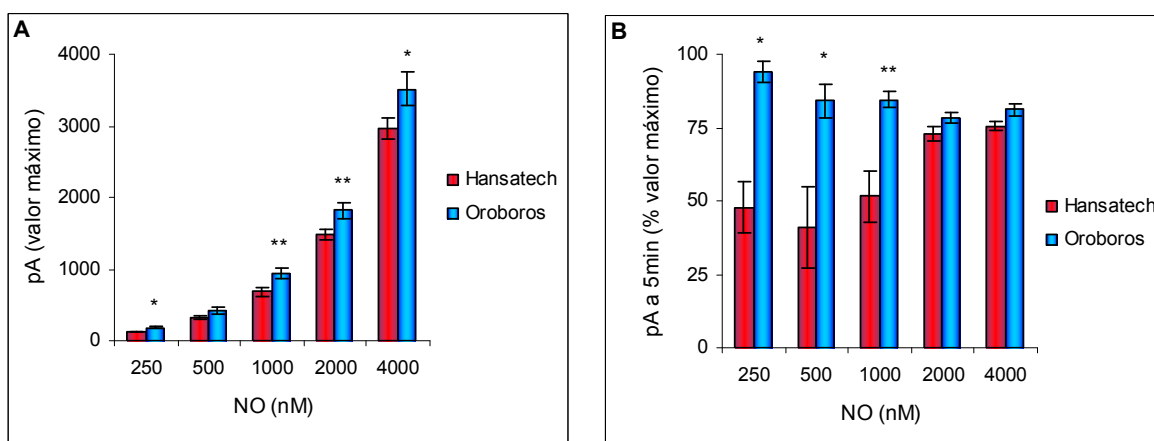 A
4000
3000
2000
1000
0
pA (valor máximo)
* ** ** *
250 500 1000 2000 4000
NO (nM)
Hansatech
Oroboros
B
100
75
50
25
0
pA a 5min (% valor máximo)
* * **
250 500 1000 2000 4000
NO (nM)
Hansatech
Oroboros